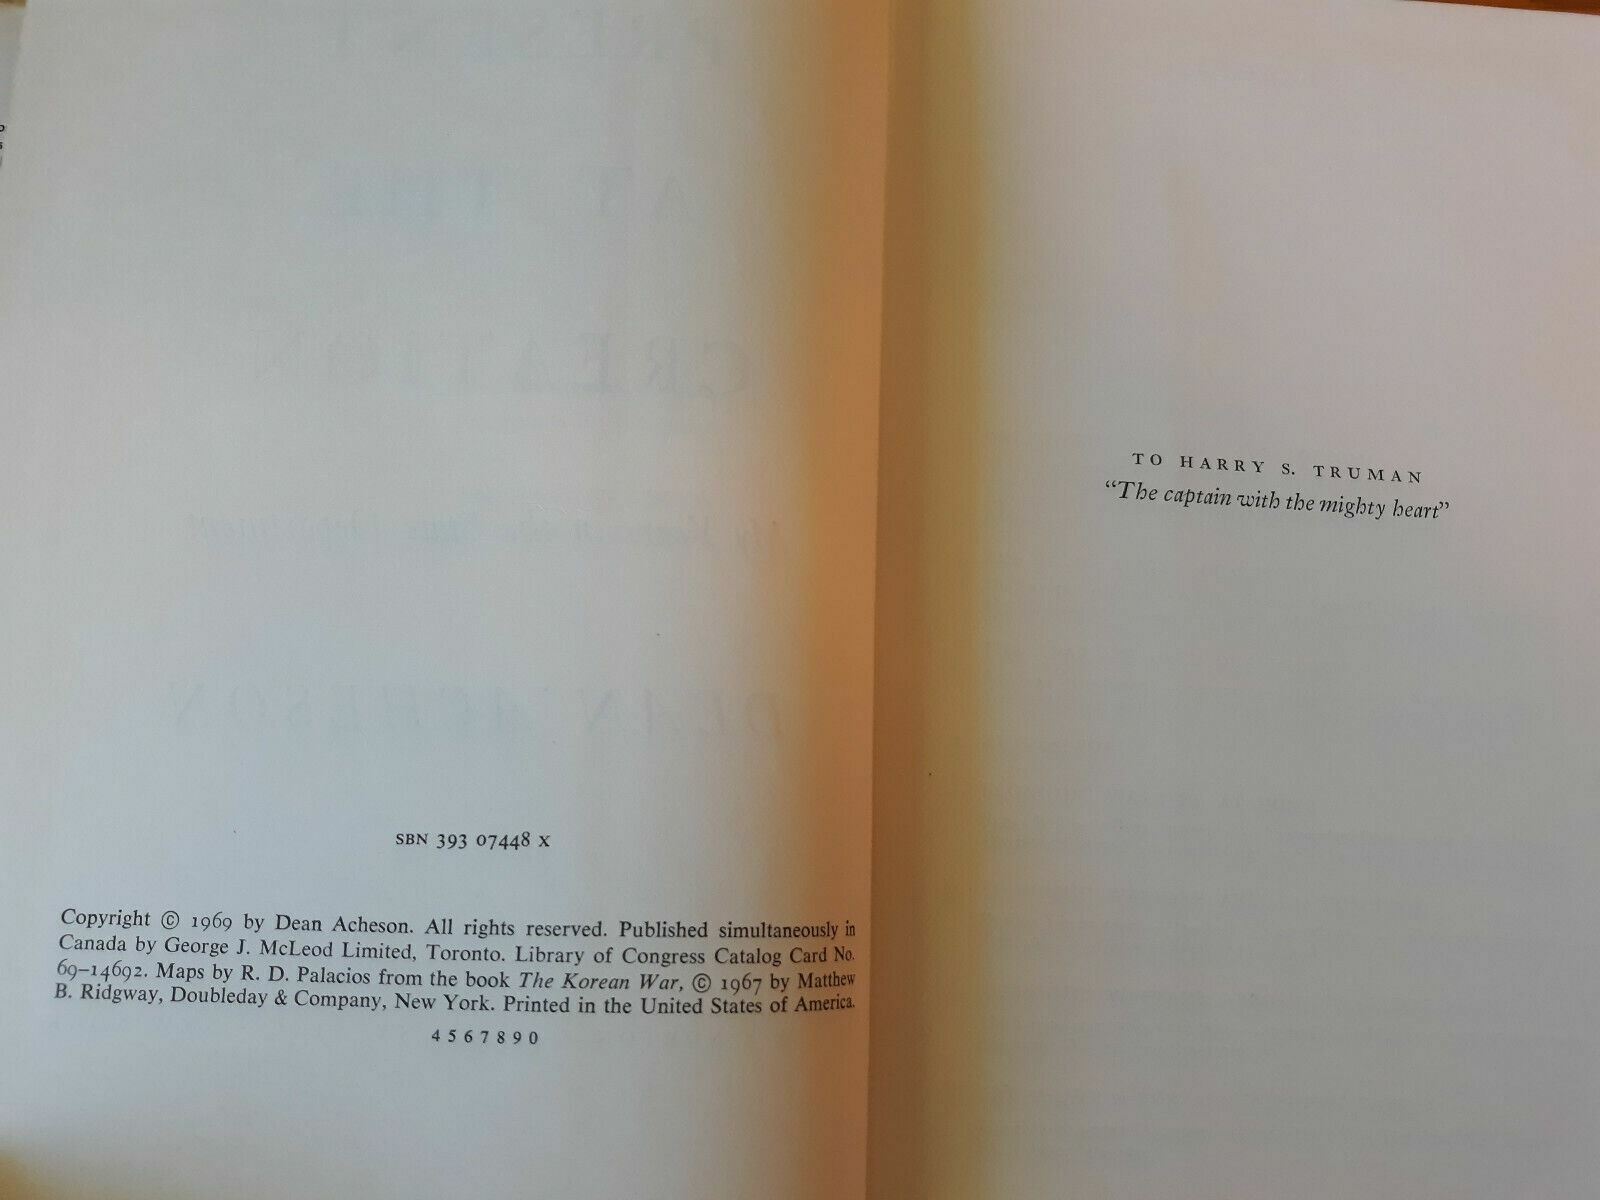 SBN 393 07448 X
Copyright © 1969 by Dean Acheson. All rights reserved. Published simultaneously in
Canada by George J. McLeod Limited, Toronto. Library of Congress Catalog Card No.
69–14692. Maps by R. D. Palacios from the book The Korean War, © 1967 by Matthew
B. Ridgway, Doubleday & Company, New York. Printed in the United States of America.
4 5 6 7 8 9 0
TO HARRY S. TRUMAN
“The captain with the mighty heart”